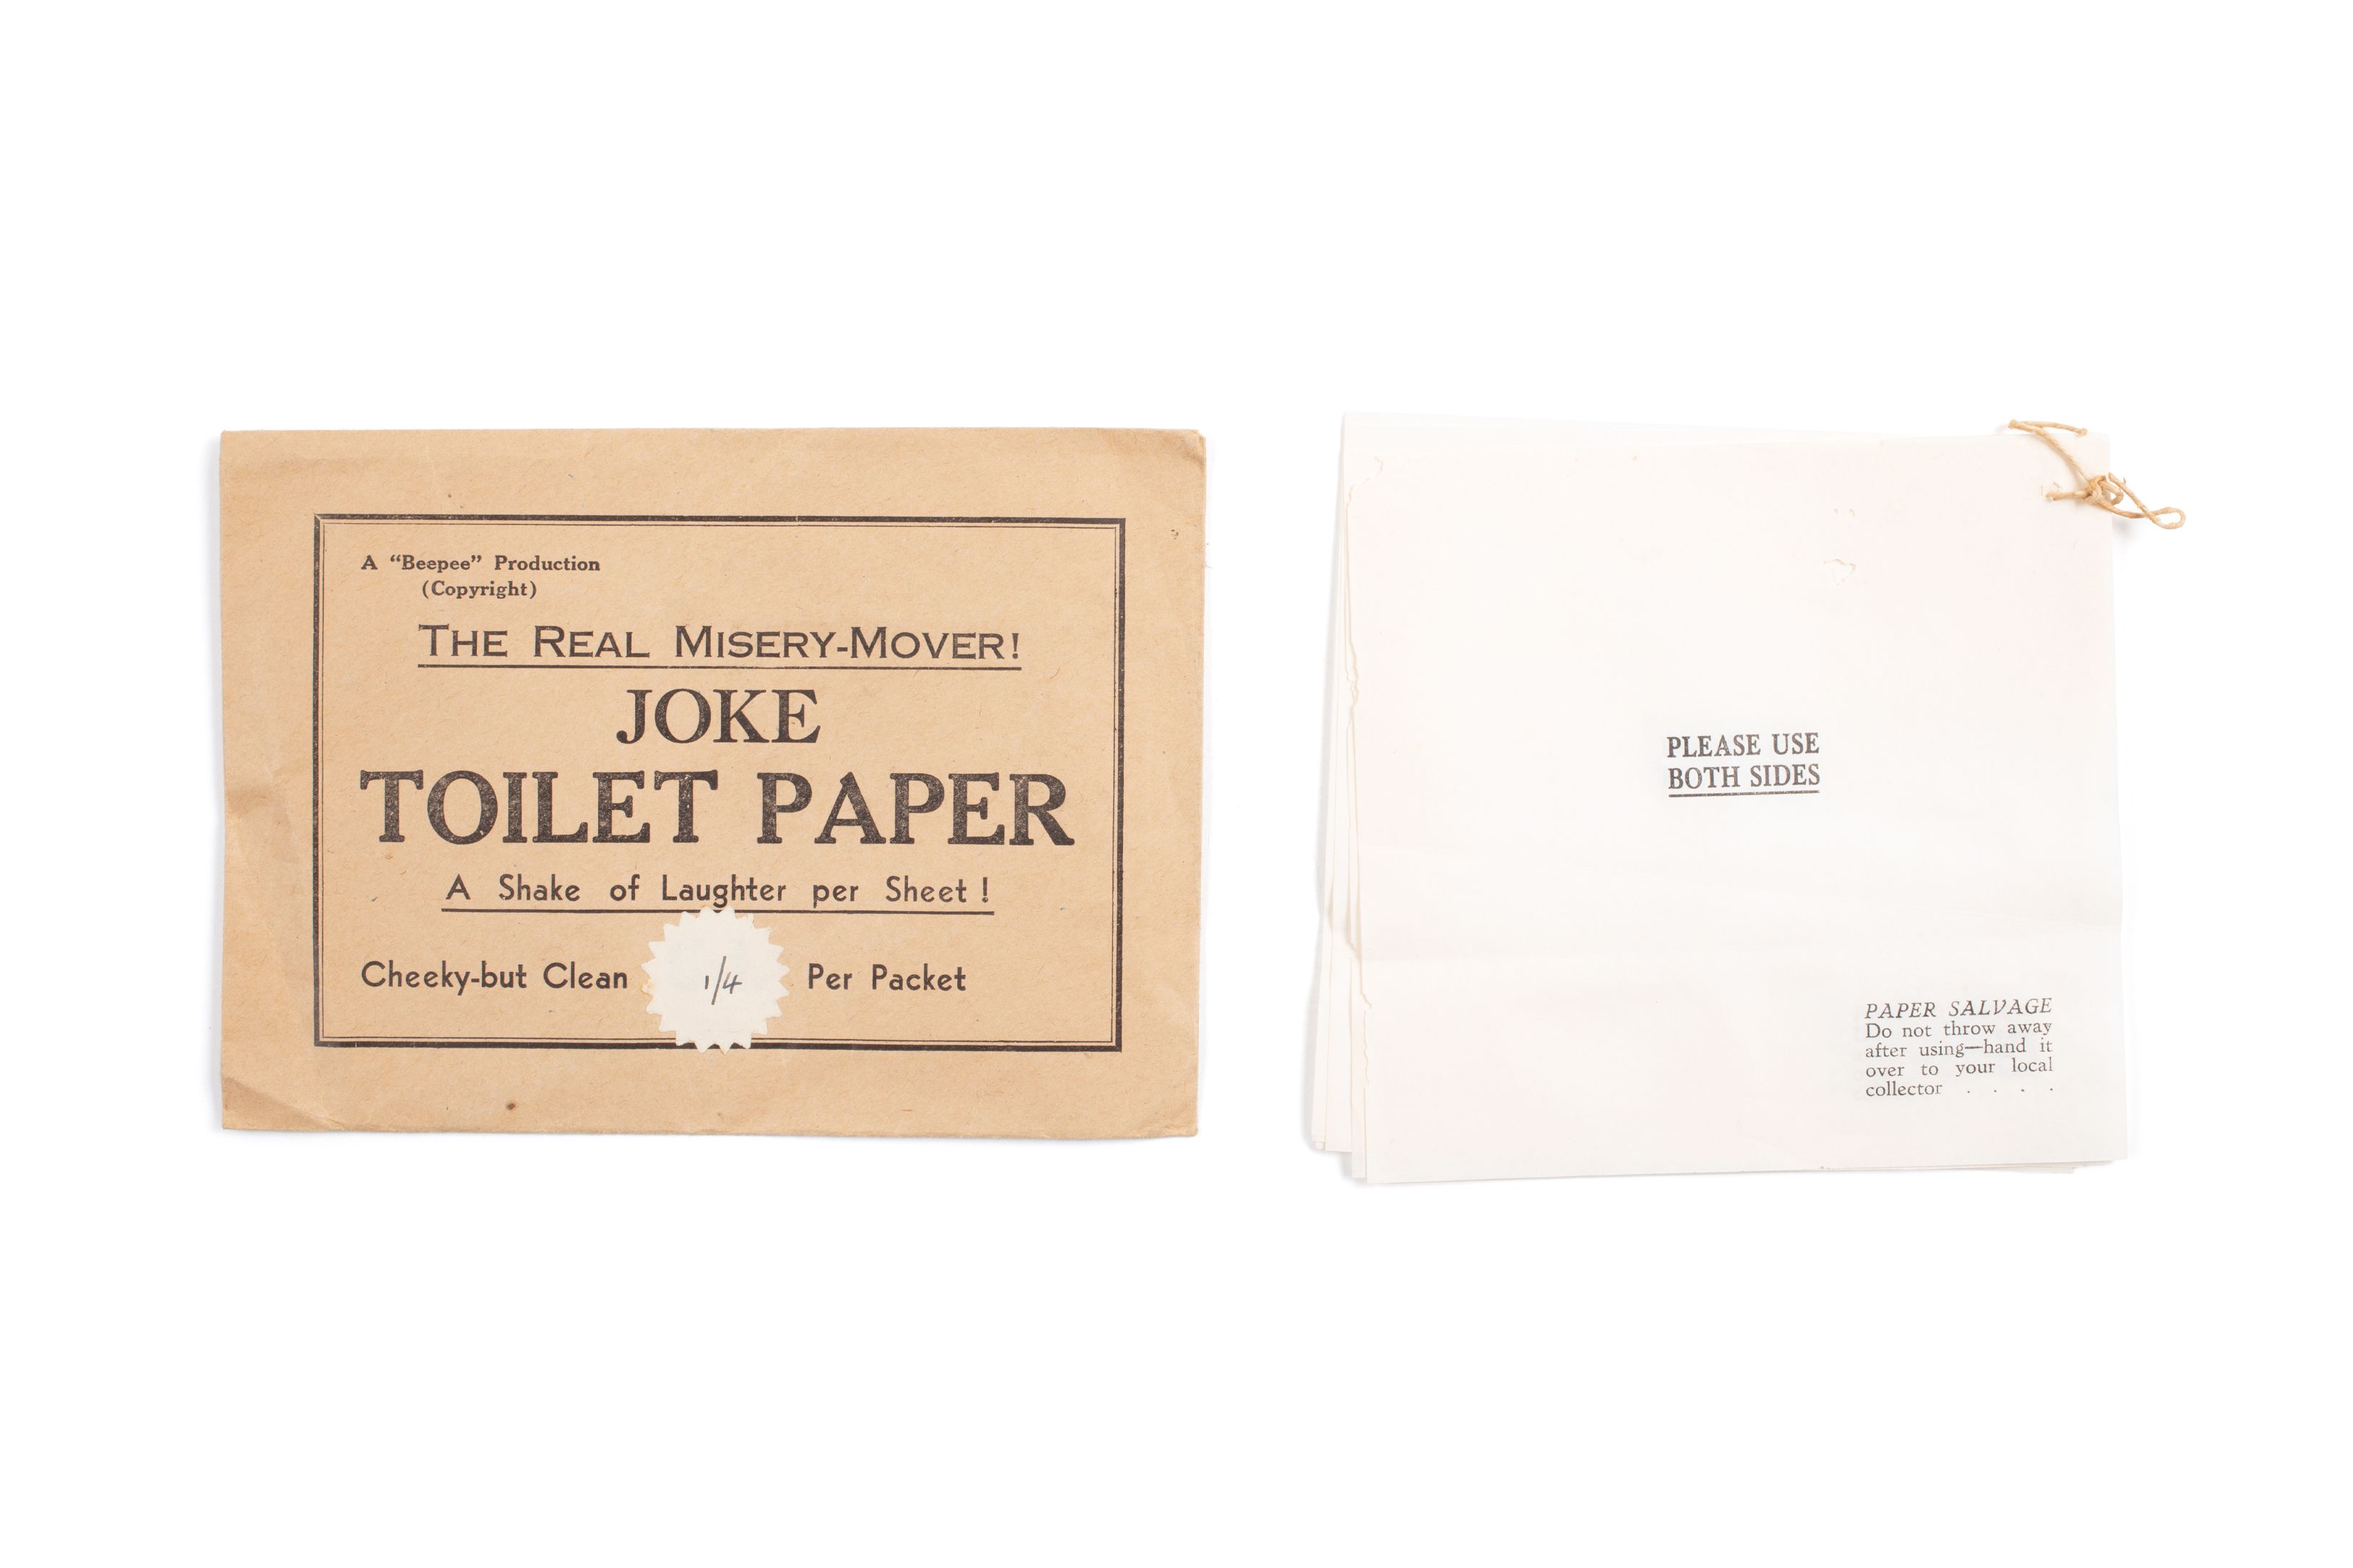 A “Beepee” Production
(Copyright)
THE REAL MISERY-MOVER!
JOKE
TOILET PAPER
A Shake of Laughter per Sheet!
Cheeky-but Clean 1/4 Per Packet
PLEASE USE
BOTH SIDES
PAPER SALVAGE
Do not throw away
after using—hand it
over to your local
collector . . . .